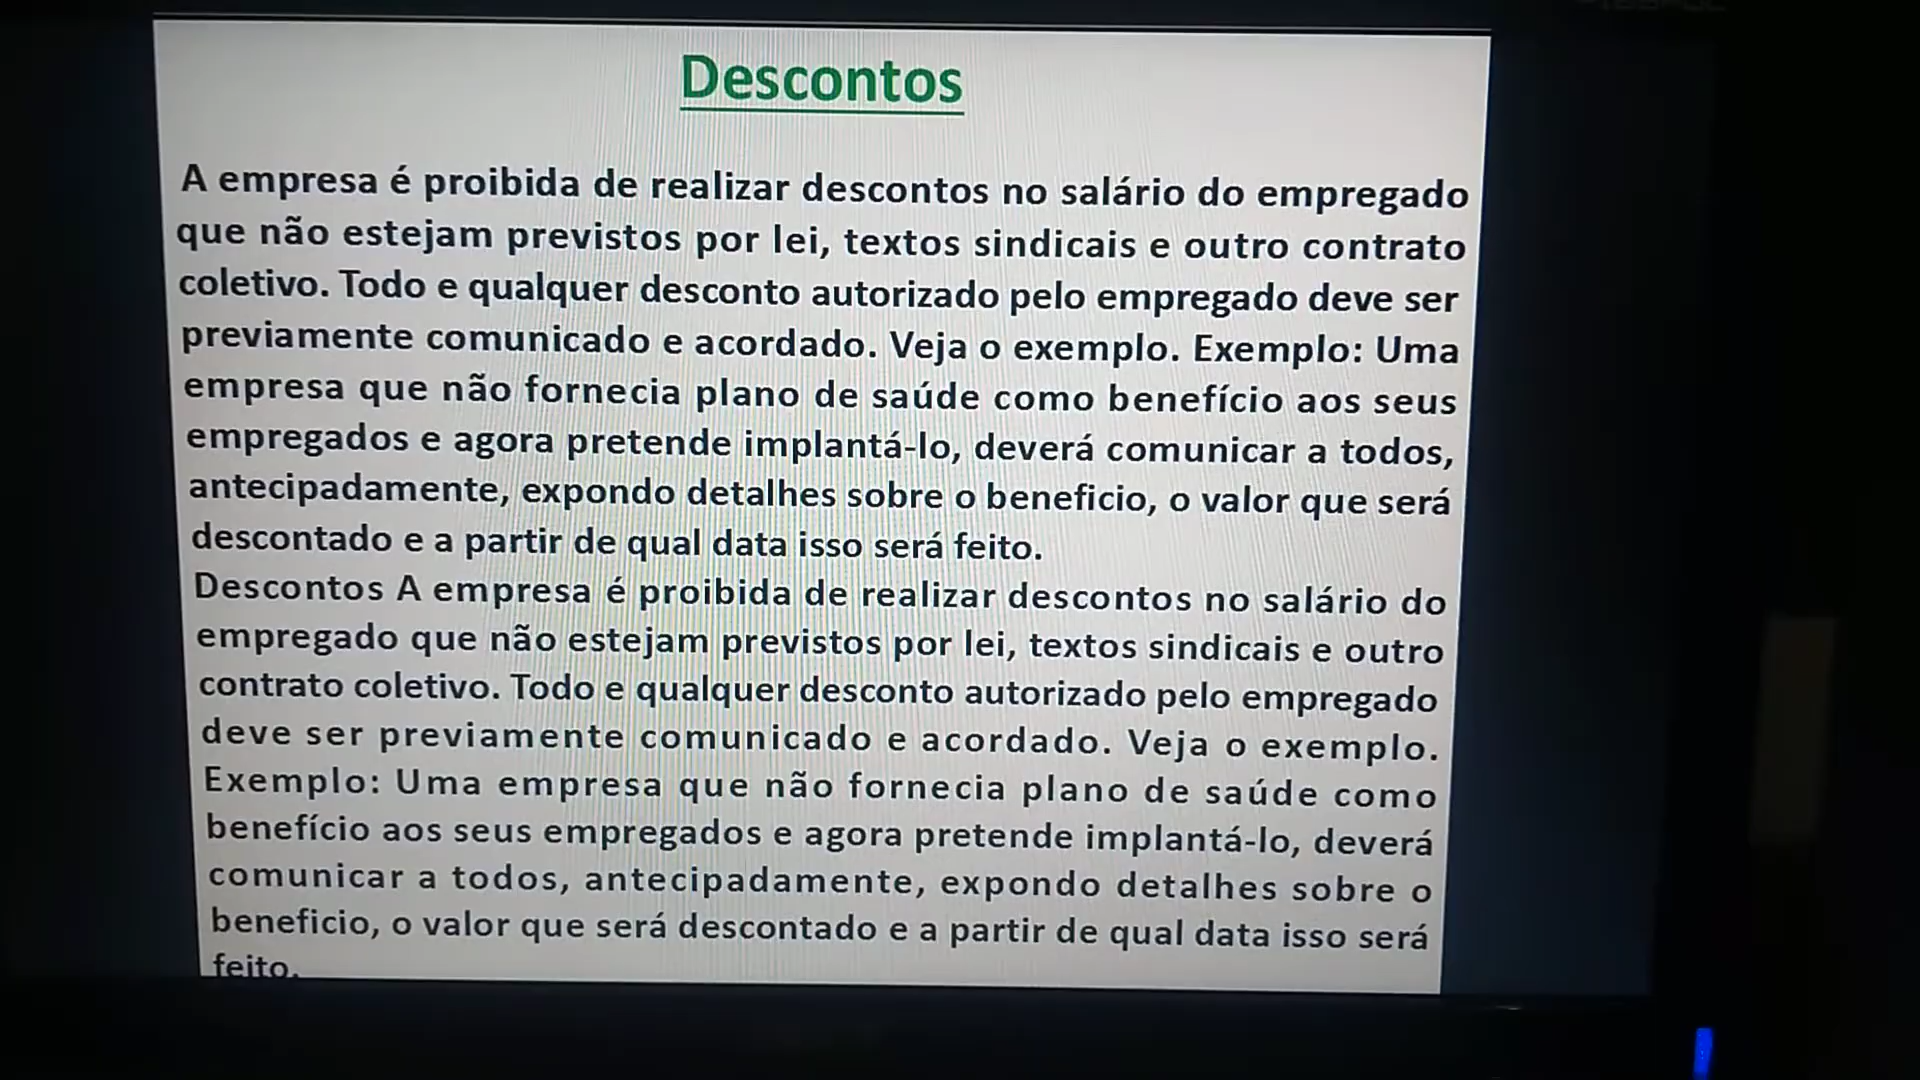 Descontos
A empresa é proibida de realizar descontos no salário do empregado
que não estejam previstos por lei, textos sindicais e outro contrato
coletivo. Todo e qualquer desconto autorizado pelo empregado deve ser
previamente comunicado e acordado. Veja o exemplo. Exemplo: Uma
empresa que não fornecia plano de saúde como benefício aos seus
empregados e agora pretende implantá-lo, deverá comunicar a todos,
antecipadamente, expondo detalhes sobre o beneficio, o valor que será
descontado e a partir de qual data isso será feito.
Descontos A empresa é proibida de realizar descontos no salário do
empregado que não estejam previstos por lei, textos sindicais e outro
contrato coletivo. Todo e qualquer desconto autorizado pelo empregado
deve ser previamente comunicado e acordado. Veja o exemplo.
Exemplo: Uma empresa que não fornecia plano de saúde como
benefício aos seus empregados e agora pretende implantá-lo, deverá
comunicar a todos, antecipadamente, expondo detalhes sobre o
beneficio, o valor que será descontado e a partir de qual data isso será
feito.